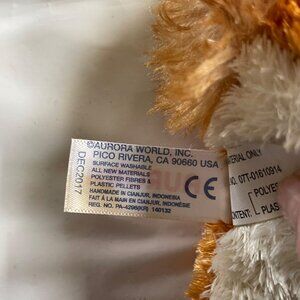 ©AURORA WORLD, INC.
PICO RIVERA, CA 90660 USA
SURFACE WASHABLE
ALL NEW MATERIALS
POLYESTER FIBRES &
PLASTIC PELLETS
HANDMADE IN CIANJUR, INDONESIA
FAIT À LA MAIN EN CIANJUR, INDONÉSIE
REG. NO. PA-42960(KR) 140132
DEC2017
CE
MATERIAL ONLY
NO. 07T-01610914
POLYES
CONTENT: